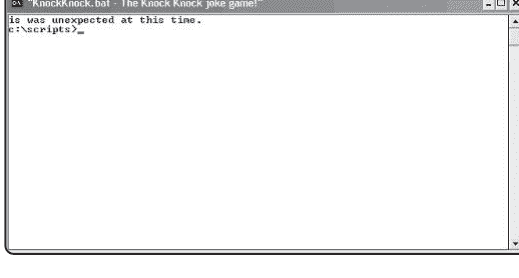 "KnockKnock.bat - The Knock Knock joke game!"
is was unexpected at this time.
c:\scripts>_